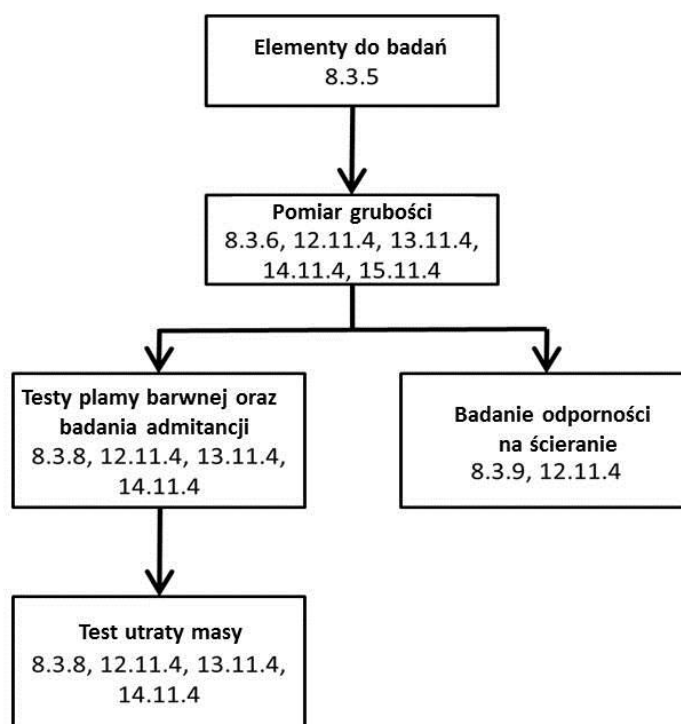 Elementy do badań
8.3.5
Pomiar grubości
8.3.6, 12.11.4, 13.11.4,
14.11.4, 15.11.4
Testy plamy barwnej oraz
badania admitancji
8.3.8, 12.11.4, 13.11.4,
14.11.4
Badanie odporności
na ścieranie
8.3.9, 12.11.4
Test utraty masy
8.3.8, 12.11.4, 13.11.4,
14.11.4